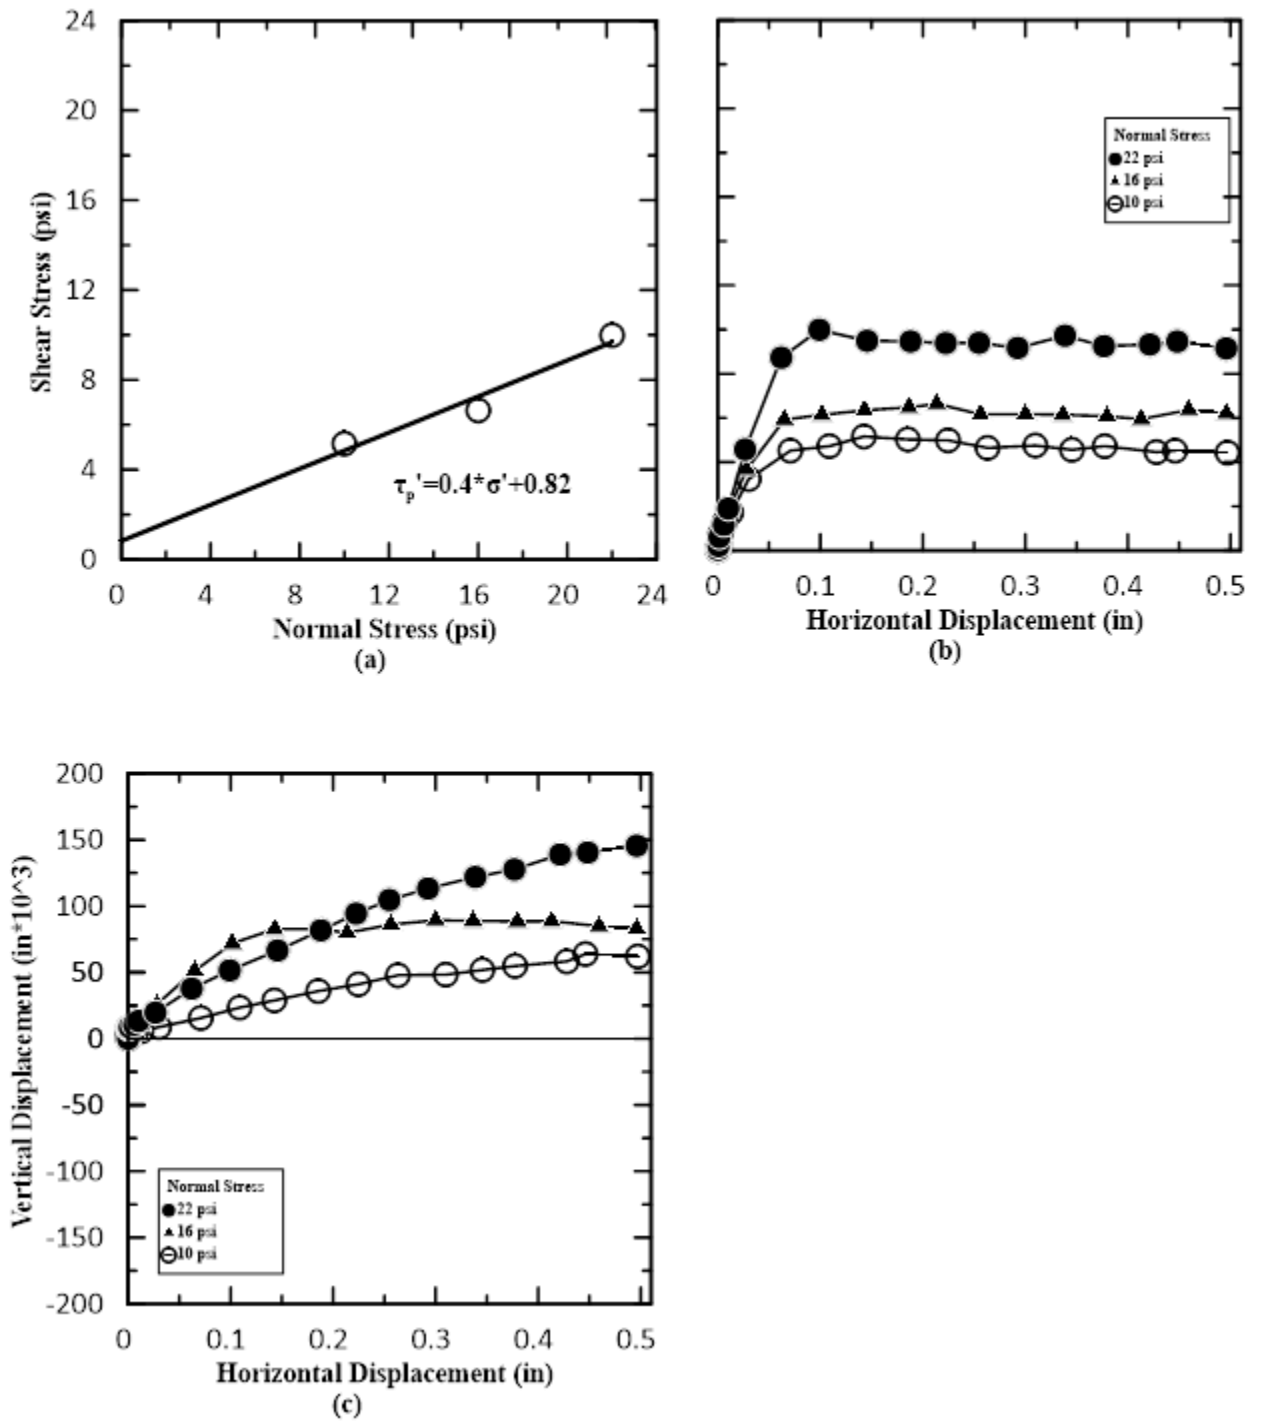 24
20
16
12
8
4
0
Shear Stress (psi)
τp'=0.4*σ'+0.82
0 4 8 12 16 20 24
Normal Stress (psi)
(a)
Normal Stress
22 psi
16 psi
10 psi
0 0.1 0.2 0.3 0.4 0.5
Horizontal Displacement (in)
(b)
200
150
100
50
0
-50
-100
-150
-200
Vertical Displacement (in*10^3)
Normal Stress
22 psi
16 psi
10 psi
0 0.1 0.2 0.3 0.4 0.5
Horizontal Displacement (in)
(c)